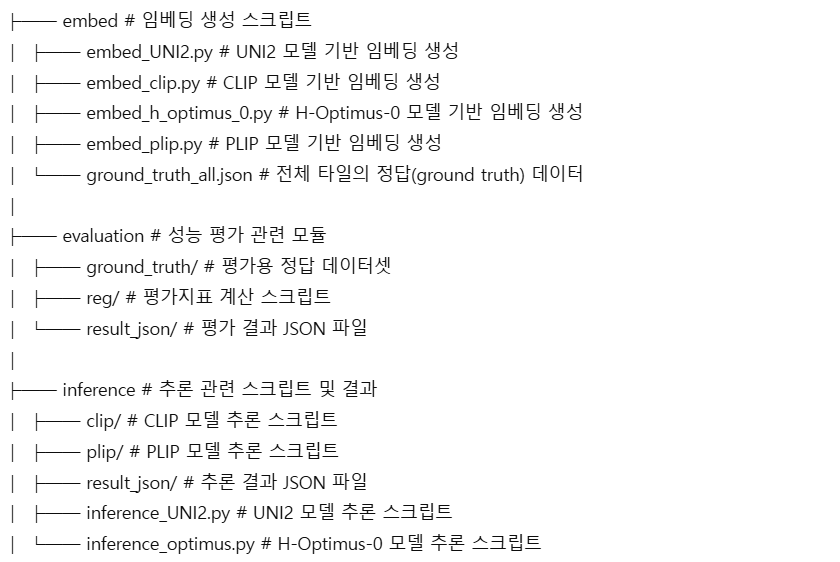 ├─── embed # 임베딩 생성 스크립트
│   ├─── embed_UNI2.py # UNI2 모델 기반 임베딩 생성
│   ├─── embed_clip.py # CLIP 모델 기반 임베딩 생성
│   ├─── embed_h_optimus_0.py # H-Optimus-0 모델 기반 임베딩 생성
│   ├─── embed_plip.py # PLIP 모델 기반 임베딩 생성
│   └─── ground_truth_all.json # 전체 타일의 정답(ground truth) 데이터
│
├─── evaluation # 성능 평가 관련 모듈
│   ├─── ground_truth/ # 평가용 정답 데이터셋
│   ├─── reg/ # 평가지표 계산 스크립트
│   └─── result_json/ # 평가 결과 JSON 파일
│
├─── inference # 추론 관련 스크립트 및 결과
│   ├─── clip/ # CLIP 모델 추론 스크립트
│   ├─── plip/ # PLIP 모델 추론 스크립트
│   ├─── result_json/ # 추론 결과 JSON 파일
│   ├─── inference_UNI2.py # UNI2 모델 추론 스크립트
│   └─── inference_optimus.py # H-Optimus-0 모델 추론 스크립트